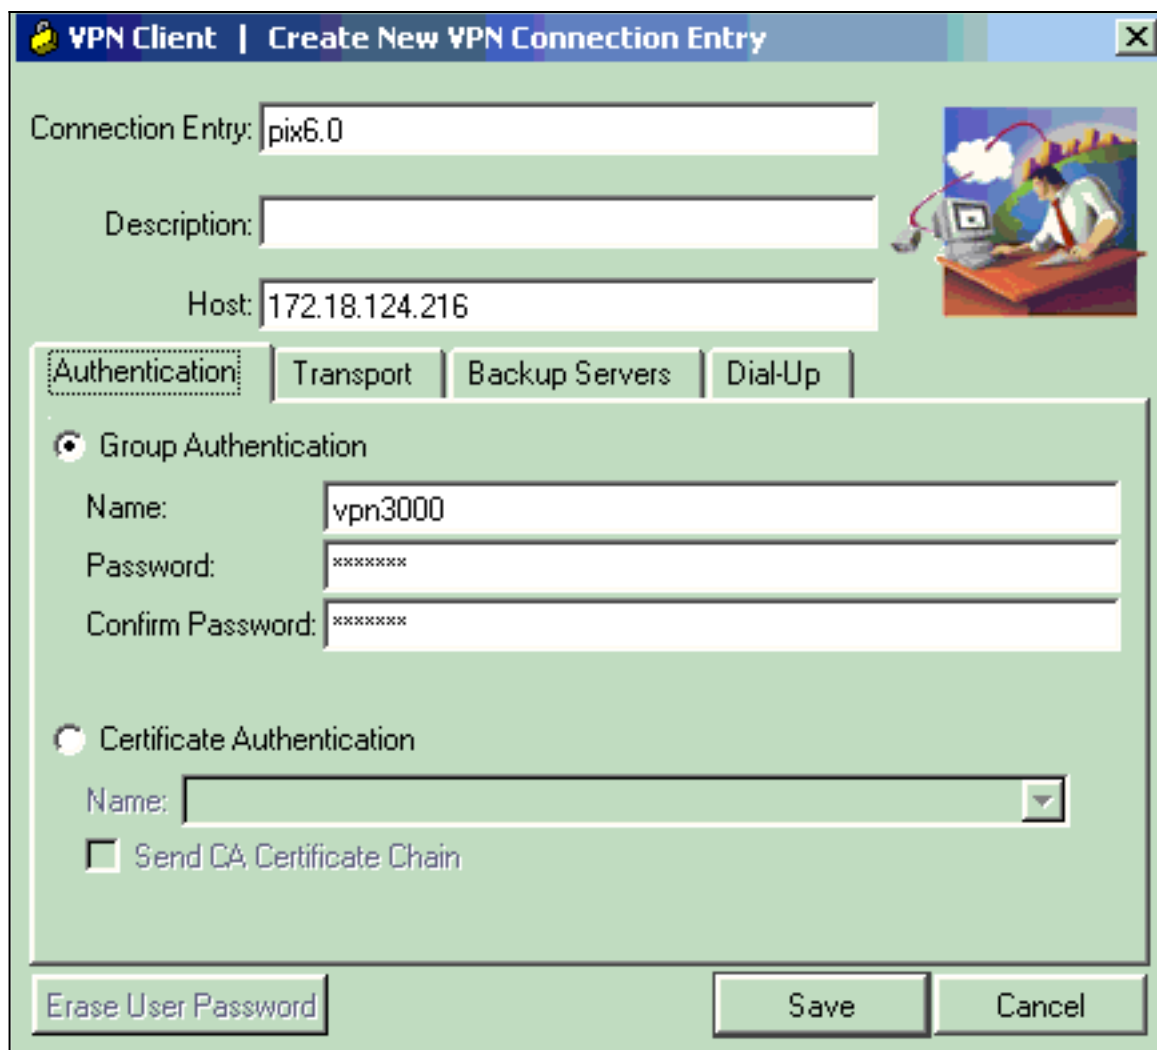 VPN Client | Create New VPN Connection Entry
Connection Entry: pix6.0
Description:
Host: 172.18.124.216
Authentication Transport Backup Servers Dial-Up
Group Authentication
Name: vpn3000
Password: *******
Confirm Password: *******
Certificate Authentication
Name:
Send CA Certificate Chain
Erase User Password Save Cancel